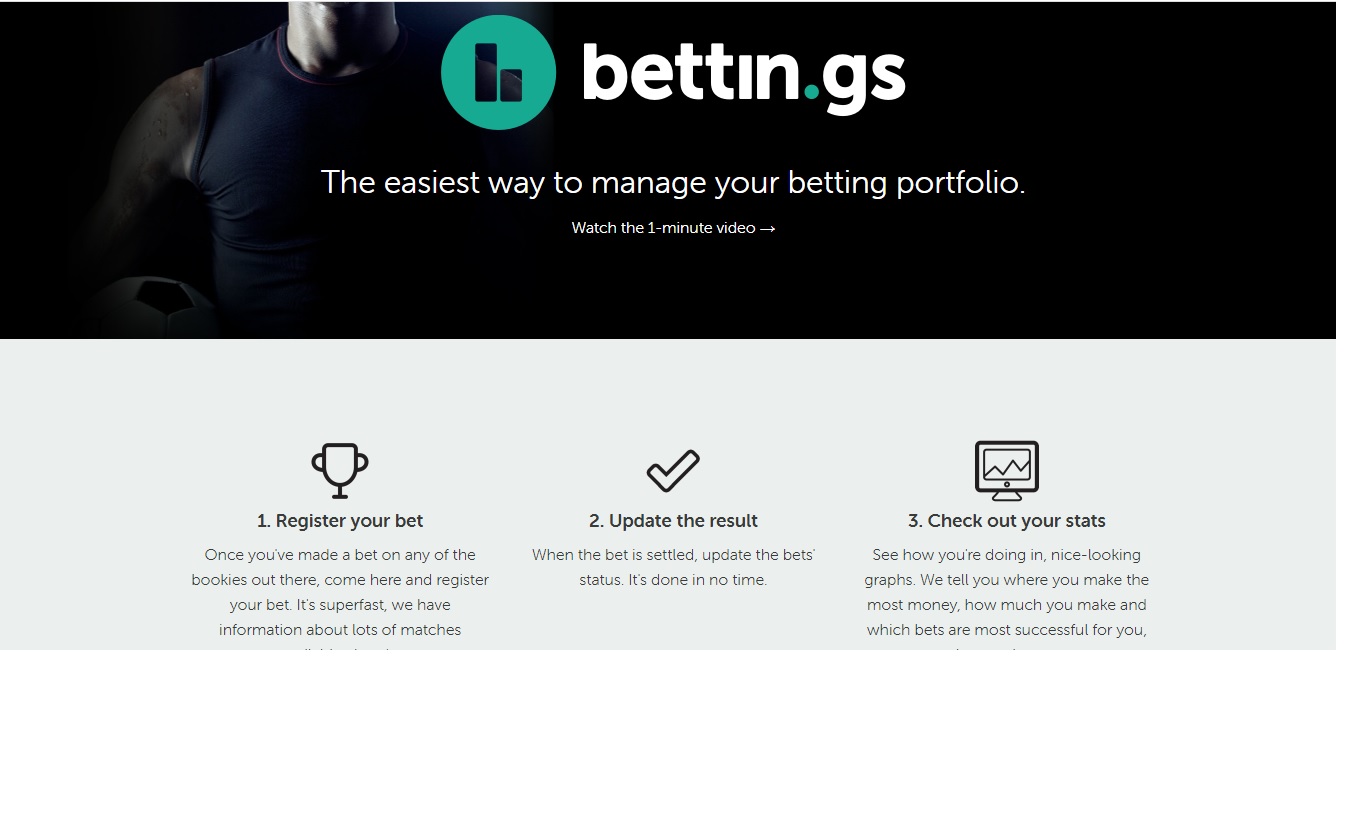 bettin.gs
The easiest way to manage your betting portfolio.
Watch the 1-minute video →
1. Register your bet
Once you've made a bet on any of the
bookies out there, come here and register
your bet. It's superfast, we have
information about lots of matches
2. Update the result
When the bet is settled, update the bets'
status. It's done in no time.
3. Check out your stats
See how you're doing in, nice-looking
graphs. We tell you where you make the
most money, how much you make and
which bets are most successful for you,